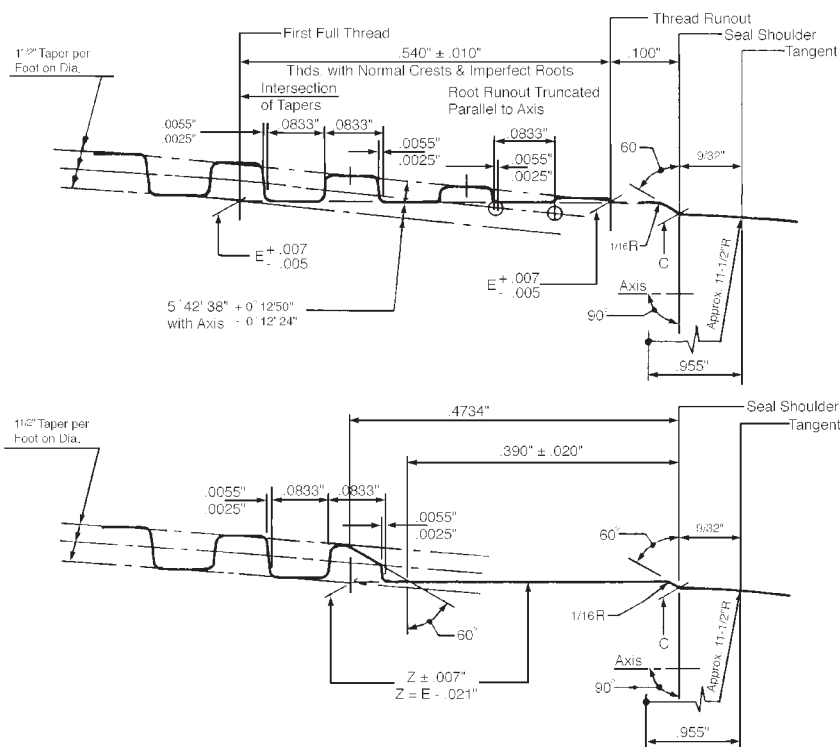 First Full Thread
Thread Runout
Seal Shoulder
Tangent
1 1/2" Taper per
Foot on Dia.
.540" ± .010"
.100"
Thds. with Normal Crests & Imperfect Roots
Intersection
of Tapers
Root Runout Truncated
Parallel to Axis
.0055"
.0025"
.0833"
.0833"
.0055"
.0025"
.0833"
.0055"
.0025"
60
9/32"
E + .007
- .005
E + .007
- .005
1/16R
C
Axis
90°
Approx. 11-1/2"R
.955"
5°42'38" + 0°12'50"
with Axis - 0°12'24"
Seal Shoulder
Tangent
1 1/2" Taper per
Foot on Dia.
.4734"
.390" ± .020"
.0055"
.0025"
.0833"
.0833"
.0055"
.0025"
60°
9/32"
60°
1/16R
C
Axis
90°
Approx. 11-1/2"R
.955"
Z ± .007"
Z = E - .021"